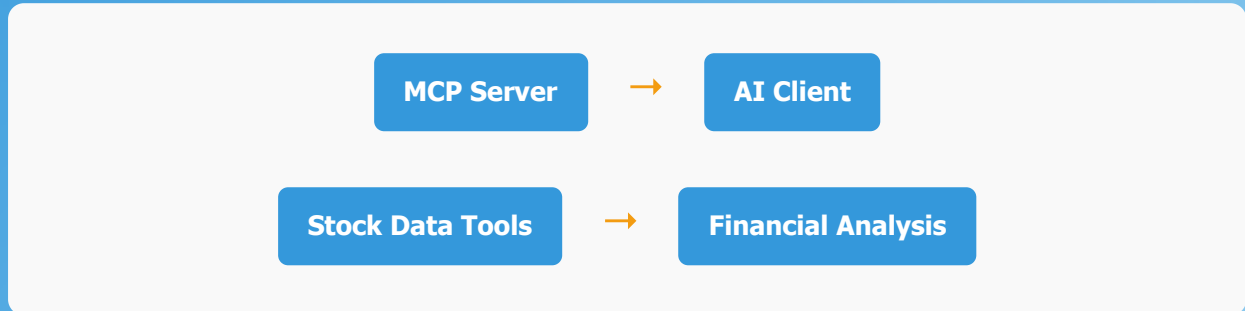 MCP Server → AI Client
Stock Data Tools → Financial Analysis